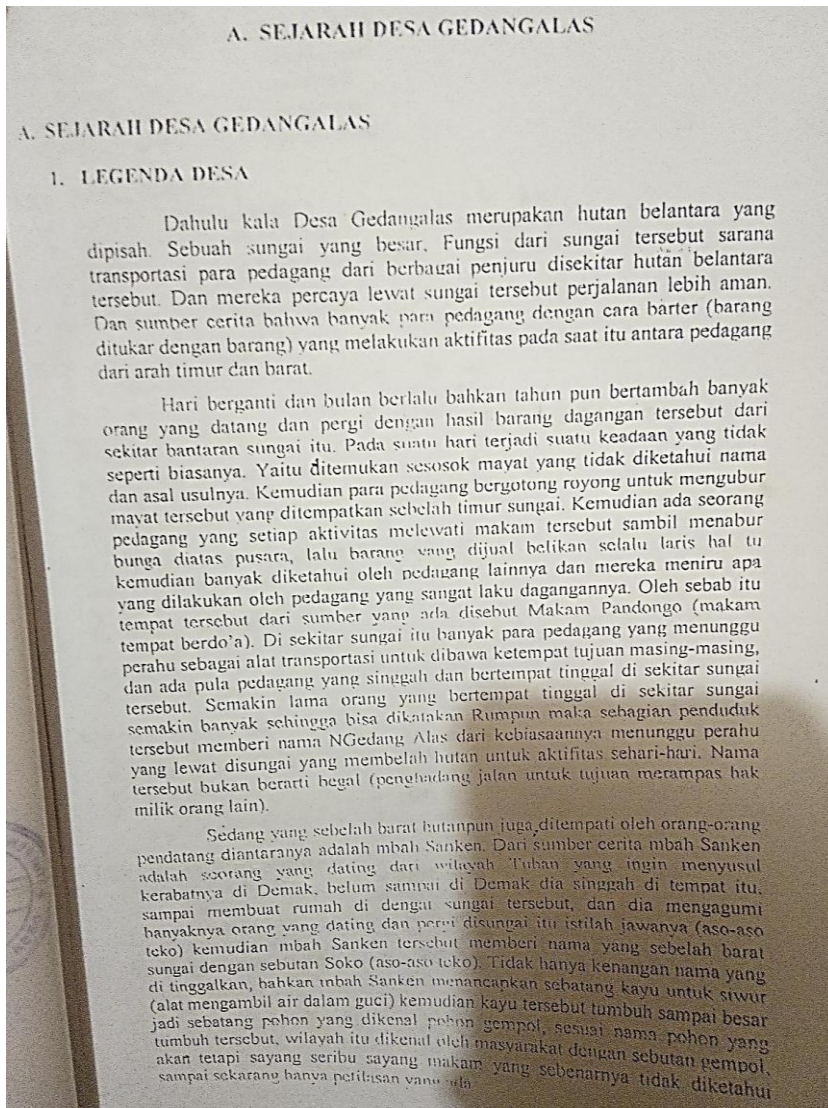 A. SEJARAH DESA GEDANGALAS
A. SEJARAH DESA GEDANGALAS
1. LEGENDA DESA
Dahulu kala Desa Gedangalas merupakan hutan belantara yang
dipisah. Sebuah sungai yang besar, Fungsi dari sungai tersebut sarana
transportasi para pedagang dari berbagai penjuru disekitar hutan belantara
tersebut. Dan mereka percaya lewat sungai tersebut perjalanan lebih aman.
Dan sumber cerita bahwa banyak para pedagang dengan cara barter (barang
ditukar dengan barang) yang melakukan aktifitas pada saat itu antara pedagang
dari arah timur dan barat.
Hari berganti dan bulan berlalu bahkan tahun pun bertambah banyak
orang yang datang dan pergi dengan hasil barang dagangan tersebut dari
sekitar bantaran sungai itu. Pada suatu hari terjadi suatu keadaan yang tidak
seperti biasanya. Yaitu ditemukan sesosok mayat yang tidak diketahui nama
dan asal usulnya. Kemudian para pedagang bergotong royong untuk mengubur
mayat tersebut yang ditempatkan sebelah timur sungai. Kemudian ada seorang
pedagang yang setiap aktivitas melewati makam tersebut sambil menabur
bunga diatas pusara, lalu barang yang dijual belikan selalu laris hal tu
kemudian banyak diketahui oleh pedagang lainnya dan mereka meniru apa
yang dilakukan oleh pedagang yang sangat laku dagangannya. Oleh sebab itu
tempat tersebut dari sumber yang ada disebut Makam Pandongo (makam
tempat berdo'a). Di sekitar sungai itu banyak para pedagang yang menunggu
perahu sebagai alat transportasi untuk dibawa ketempat tujuan masing-masing,
dan ada pula pedagang yang singgah dan bertempat tinggal di sekitar sungai
tersebut. Semakin lama orang yang bertempat tinggal di sekitar sungai
semakin banyak sehingga bisa dikatakan Rumpun maka sebagian penduduk
tersebut memberi nama NGedang Alas dari kebiasaannya menunggu perahu
yang lewat disungai yang membelah hutan untuk aktifitas sehari-hari. Nama
tersebut bukan berarti begal (penghadang jalan untuk tujuan merampas hak
milik orang lain).
Sedang yang sebelah barat hutanpun juga ditempati oleh orang-orang
pendatang diantaranya adalah mbah Sanken. Dari sumber cerita mbah Sanken
adalah seorang yang dating dari wilayah Tuban yang ingin menyusul
kerabatnya di Demak, belum sampai di Demak dia singgah di tempat itu,
sampai membuat rumah di dengat sungai tersebut, dan dia mengagumi
banyaknya orang yang dating dan pergi disungai itu istilah jawanya (aso-aso
teko) kemudian mbah Sanken tersebut memberi nama yang sebelah barat
sungai dengan sebutan Soko (aso-aso teko). Tidak hanya kenangan nama yang
di tinggalkan, bahkan mbah Sanken menancapkan sebatang kayu untuk siwur
(alat mengambil air dalam guci) kemudian kayu tersebut tumbuh sampai besar
jadi sebatang pohon yang dikenal pohon gempol, sesuai nama pohon yang
tumbuh tersebut, wilayah itu dikenal oleh masyarakat dengan sebutan gempol,
akan tetapi sayang seribu sayang makam yang sebenarnya tidak diketahui
sampai sekarang hanya petilasan yang ada